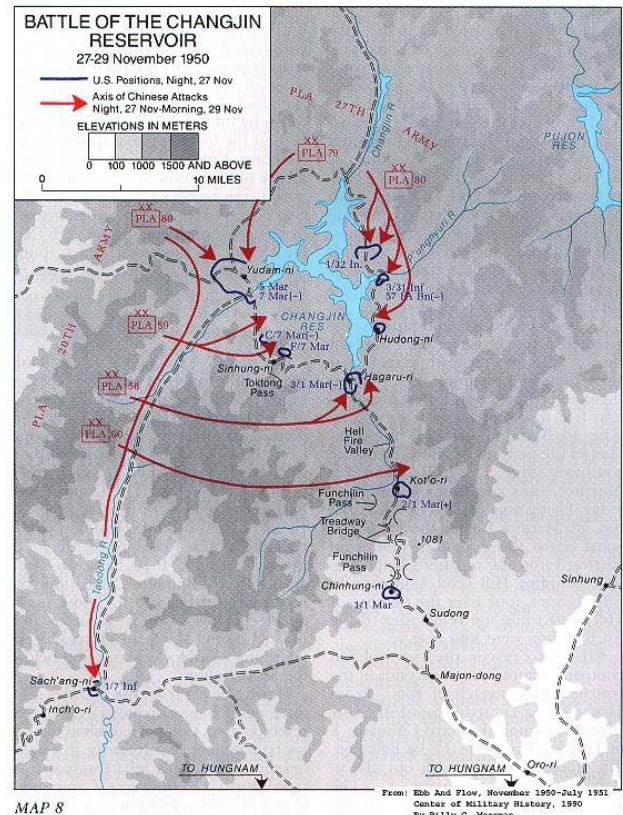 BATTLE OF THE CHANGJIN
RESERVOIR
27-29 November 1950
U.S. Positions, Night, 27 Nov
Axis of Chinese Attacks
Night, 27 Nov-Morning, 29 Nov
ELEVATIONS IN METERS
0 100 1000 1500 AND ABOVE
0 10 MILES
PLA 27TH ARMY
Changjin R
PUJON
RES
XX
PLA 79
XX
PLA 80
XX
PLA 89
P'ungnyuri R
ARMY
Yudam-ni
5 Mar
7 Mar(-)
1/32 In.
3/31 Inf
57 FA Bn(-)
CHANGJIN
RES
XX
PLA 59
C/7 Mar(-)
F/7 Mar
Hudong-ni
20TH
Sinhung-ni
Toktong
Pass
3/1 Mar(-)
Hagaru-ri
XX
PLA 58
PLA
XX
PLA 60
Hell
Fire
Valley
Kot'o-ri
2/1 Mar(+)
Funchilin
Pass
Treadway
Bridge
1081
Funchilin
Pass
Taedong R
Chinhung-ni
Sinhung
1/1 Mar
Sudong
Sach'ang-ni
1/7 Inf
Majon-dong
Inch'o-ri
Oro-ri
TO HUNGNAM
TO HUNGNAM
From: Ebb And Flow, November 1950-July 1951
Center of Military History, 1990
By Billy C. Mossman
MAP 8